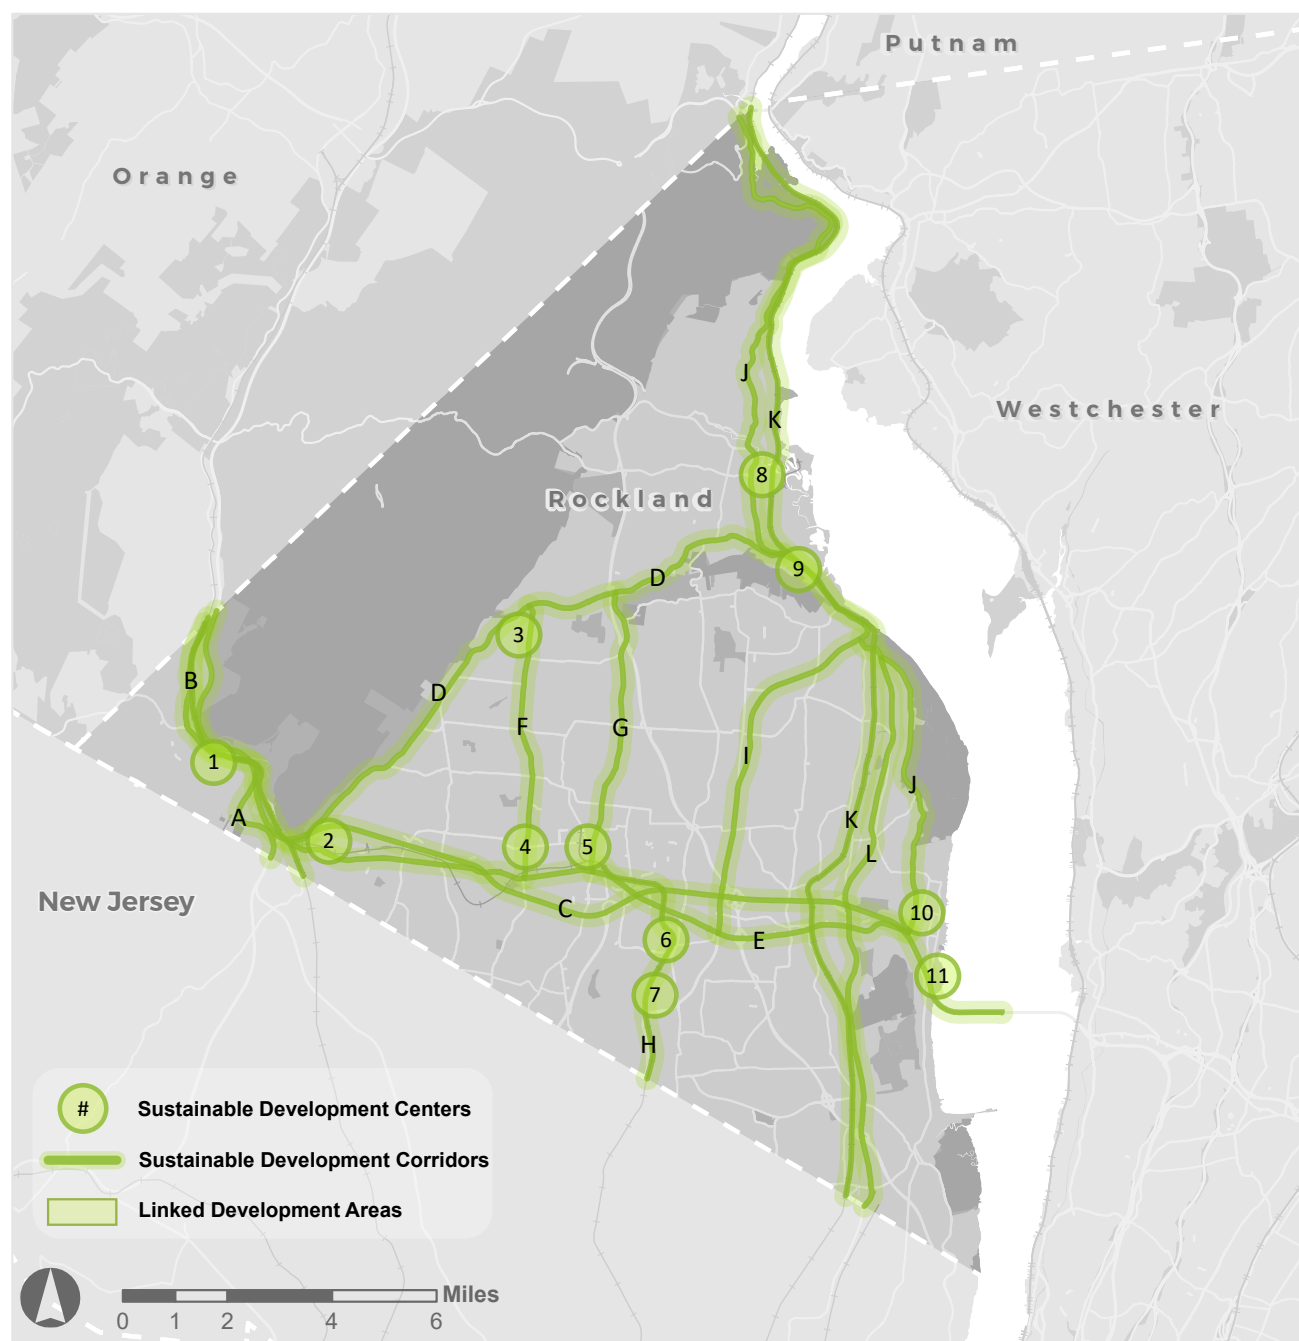 Putnam
Orange
Westchester
J
K
8
Rockland
9
D
3
B
D
F
G
I
1
J
A
K
2
4
5
L
New Jersey
C
10
6
E
11
7
H
# Sustainable Development Centers
Sustainable Development Corridors
Linked Development Areas
Miles
0 1 2 4 6